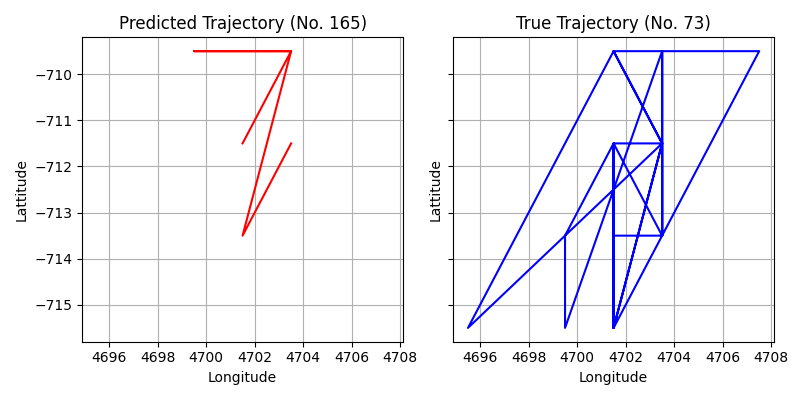 Predicted Trajectory (No. 165)
True Trajectory (No. 73)
−710
−711
−712
−713
−714
−715
Lattitude
Lattitude
4696 4698 4700 4702 4704 4706 4708
4696 4698 4700 4702 4704 4706 4708
Longitude
Longitude